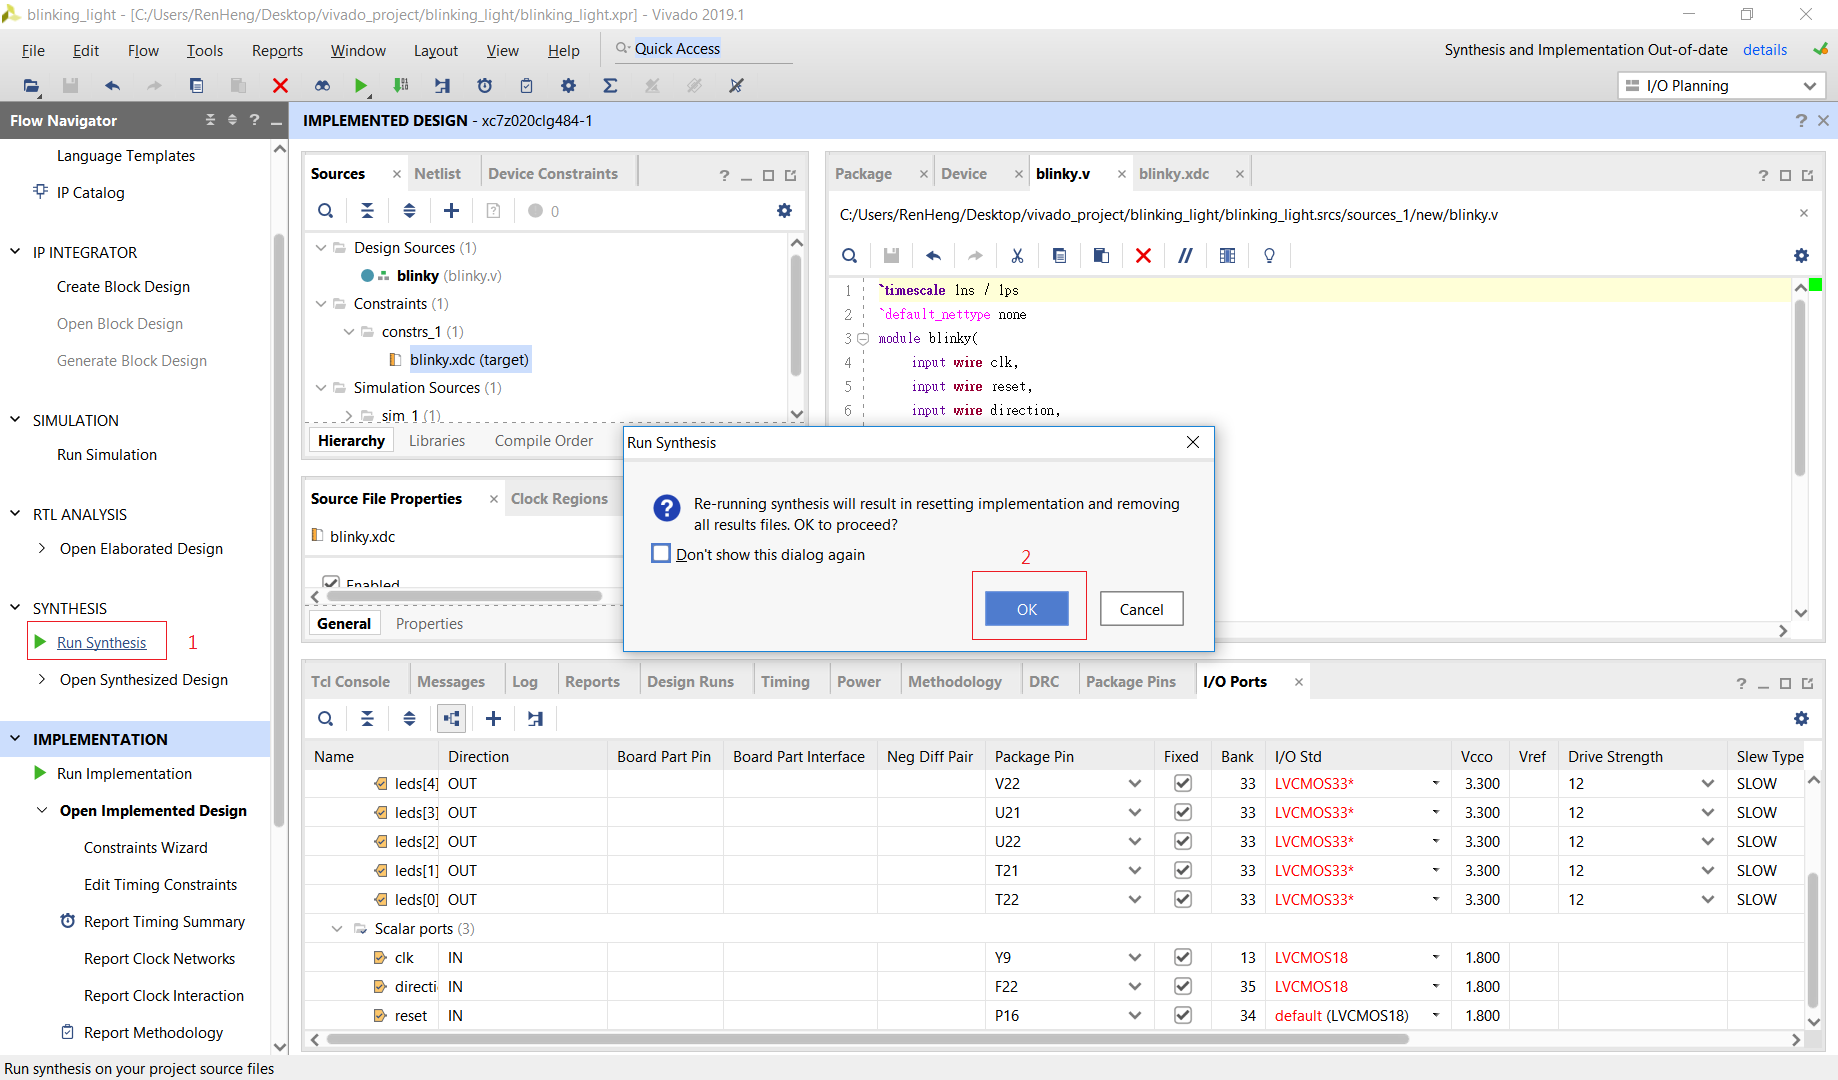 blinking_light - [C:/Users/RenHeng/Desktop/vivado_project/blinking_light/blinking_light.xpr] - Vivado 2019.1
File Edit Flow Tools Reports Window Layout View Help Quick Access
Synthesis and Implementation Out-of-date details
I/O Planning
Flow Navigator
Language Templates
IP Catalog
IP INTEGRATOR
Create Block Design
Open Block Design
Generate Block Design
SIMULATION
Run Simulation
RTL ANALYSIS
Open Elaborated Design
SYNTHESIS
Run Synthesis 1
Open Synthesized Design
IMPLEMENTATION
Run Implementation
Open Implemented Design
Constraints Wizard
Edit Timing Constraints
Report Timing Summary
Report Clock Networks
Report Clock Interaction
Report Methodology
IMPLEMENTED DESIGN - xc7z020clg484-1
Sources Netlist Device Constraints
0
Design Sources (1)
blinky (blinky.v)
Constraints (1)
constrs_1 (1)
blinky.xdc (target)
Simulation Sources (1)
sim_1 (1)
Hierarchy Libraries Compile Order
Source File Properties Clock Regions
blinky.xdc
Enabled
General Properties
Package Device blinky.v blinky.xdc
C:/Users/RenHeng/Desktop/vivado_project/blinking_light/blinking_light.srcs/sources_1/new/blinky.v
1 `timescale 1ns / 1ps
2 `default_nettype none
3 module blinky(
4 input wire clk,
5 input wire reset,
6 input wire direction,
Run Synthesis
Re-running synthesis will result in resetting implementation and removing
all results files. OK to proceed?
Don't show this dialog again
2
OK Cancel
Tcl Console Messages Log Reports Design Runs Timing Power Methodology DRC Package Pins I/O Ports
Name Direction Board Part Pin Board Part Interface Neg Diff Pair Package Pin Fixed Bank I/O Std Vcco Vref Drive Strength Slew Type
leds[4] OUT V22 33 LVCMOS33* 3.300 12 SLOW
leds[3] OUT U21 33 LVCMOS33* 3.300 12 SLOW
leds[2] OUT U22 33 LVCMOS33* 3.300 12 SLOW
leds[1] OUT T21 33 LVCMOS33* 3.300 12 SLOW
leds[0] OUT T22 33 LVCMOS33* 3.300 12 SLOW
Scalar ports (3)
clk IN Y9 13 LVCMOS18 1.800
directi IN F22 35 LVCMOS18 1.800
reset IN P16 34 default (LVCMOS18) 1.800
Run synthesis on your project source files